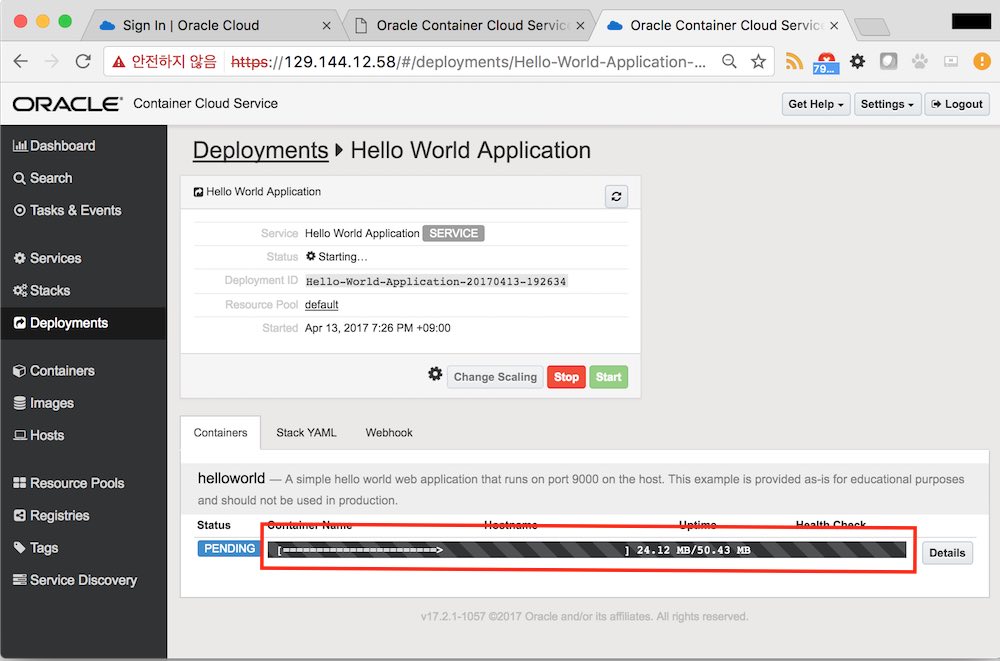 Sign In | Oracle Cloud
Oracle Container Cloud Service
Oracle Container Cloud Service
안전하지 않음 https://129.144.12.58/#/deployments/Hello-World-Application-...
79...
ORACLE® Container Cloud Service
Get Help Settings Logout
Dashboard
Search
Tasks & Events
Services
Stacks
Deployments
Containers
Images
Hosts
Resource Pools
Registries
Tags
Service Discovery
Deployments Hello World Application
Hello World Application
Service Hello World Application SERVICE
Status Starting...
Deployment ID Hello-World-Application-20170413-192634
Resource Pool default
Started Apr 13, 2017 7:26 PM +09:00
Change Scaling Stop Start
Containers Stack YAML Webhook
helloworld — A simple hello world web application that runs on port 9000 on the host. This example is provided as-is for educational purposes
and should not be used in production.
Status Container Name Hostname Uptime Health Check
PENDING [=======================> ] 24.12 MB/50.43 MB Details
v17.2.1-1057 ©2017 Oracle and/or its affiliates. All rights reserved.